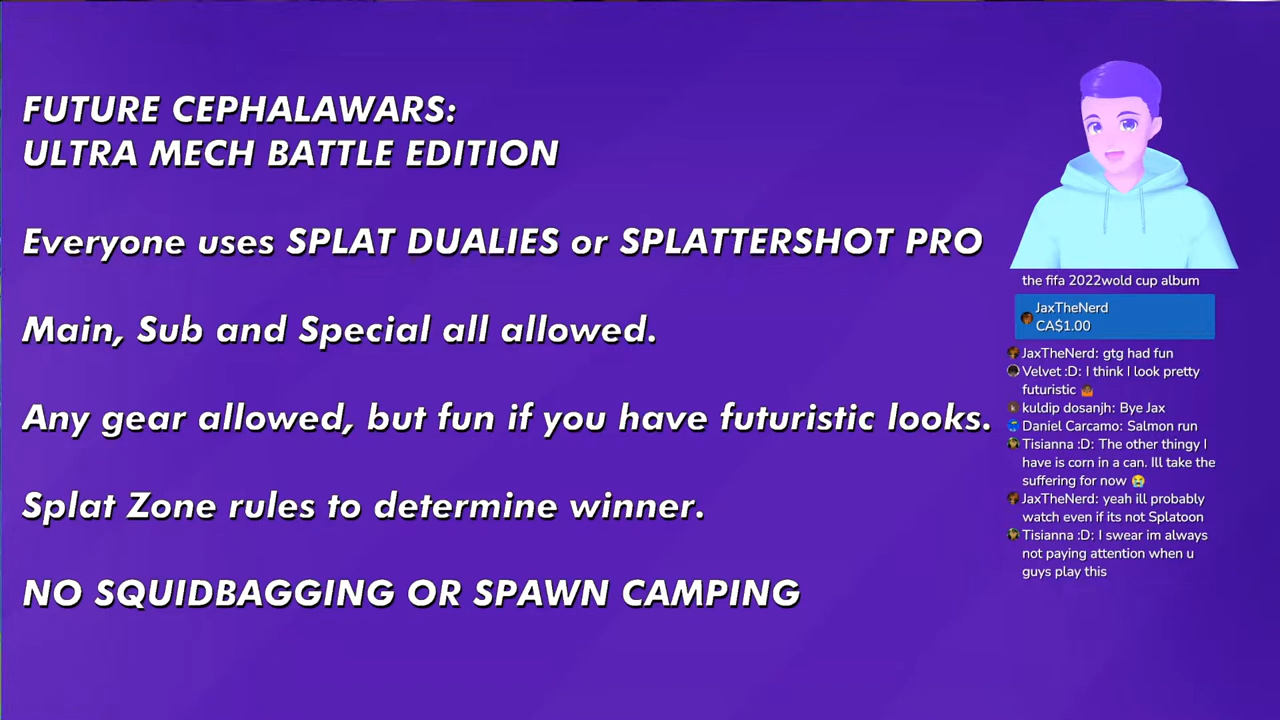 FUTURE CEPHALAWARS:
ULTRA MECH BATTLE EDITION
Everyone uses SPLAT DUALIES or SPLATTERSHOT PRO
Main, Sub and Special all allowed.
Any gear allowed, but fun if you have futuristic looks.
Splat Zone rules to determine winner.
NO SQUIDBAGGING OR SPAWN CAMPING
the fifa 2022wold cup album
JaxTheNerd
CA$1.00
JaxTheNerd: gtg had fun
Velvet :D: I think I look pretty
futuristic 🤷🏾
kuldip dosanjh: Bye Jax
Daniel Carcamo: Salmon run
Tisianna :D: The other thingy I
have is corn in a can. Ill take the
suffering for now 😭
JaxTheNerd: yeah ill probably
watch even if its not Splatoon
Tisianna :D: I swear im always
not paying attention when u
guys play this